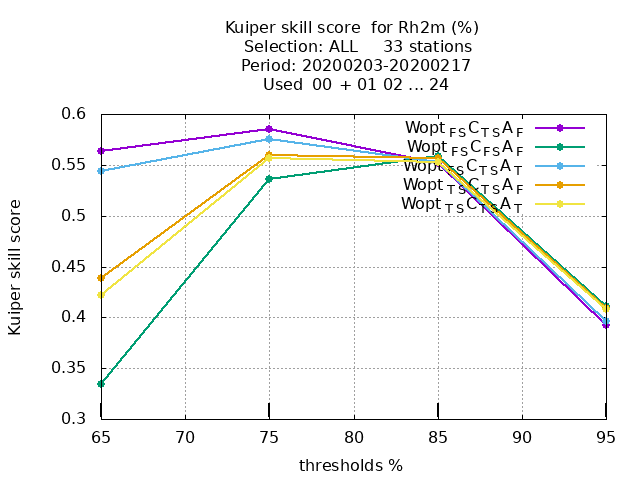 Kuiper skill score for Rh2m (%)
Selection: ALL 33 stations
Period: 20200203-20200217
Used 00 + 01 02 ... 24
Kuiper skill score
0.6
0.55
0.5
0.45
0.4
0.35
0.3
Wopt FS C TS A F
Wopt FS C FS A F
Wopt TS C TS A T
Wopt TS C TS A F
Wopt TS C TS A T
65 70 75 80 85 90 95
thresholds %